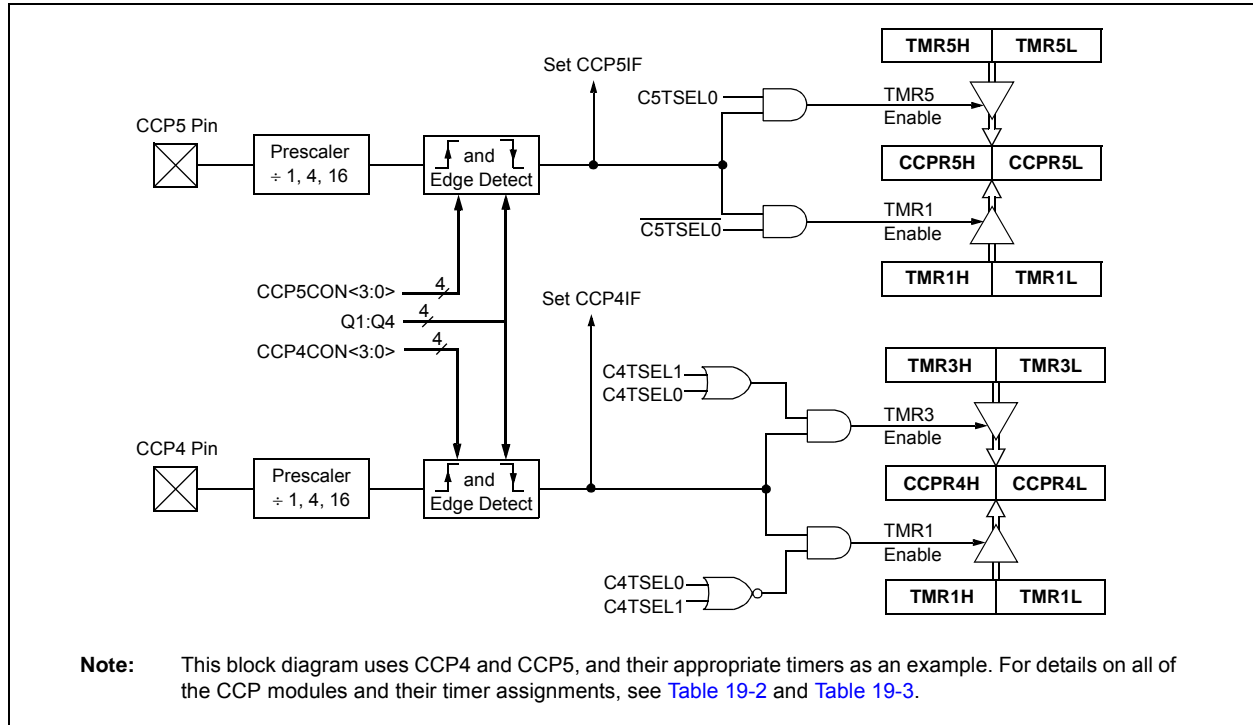 TMR5H TMR5L
Set CCP5IF
C5TSEL0
TMR5
Enable
CCP5 Pin
Prescaler
÷ 1, 4, 16
and
Edge Detect
CCPR5H CCPR5L
C5TSEL0
TMR1
Enable
TMR1H TMR1L
CCP5CON<3:0> 4
Q1:Q4 4
CCP4CON<3:0> 4
Set CCP4IF
TMR3H TMR3L
C4TSEL1
C4TSEL0
TMR3
Enable
CCP4 Pin
Prescaler
÷ 1, 4, 16
and
Edge Detect
CCPR4H CCPR4L
TMR1
Enable
C4TSEL0
C4TSEL1
TMR1H TMR1L
Note: This block diagram uses CCP4 and CCP5, and their appropriate timers as an example. For details on all of
the CCP modules and their timer assignments, see Table 19-2 and Table 19-3.